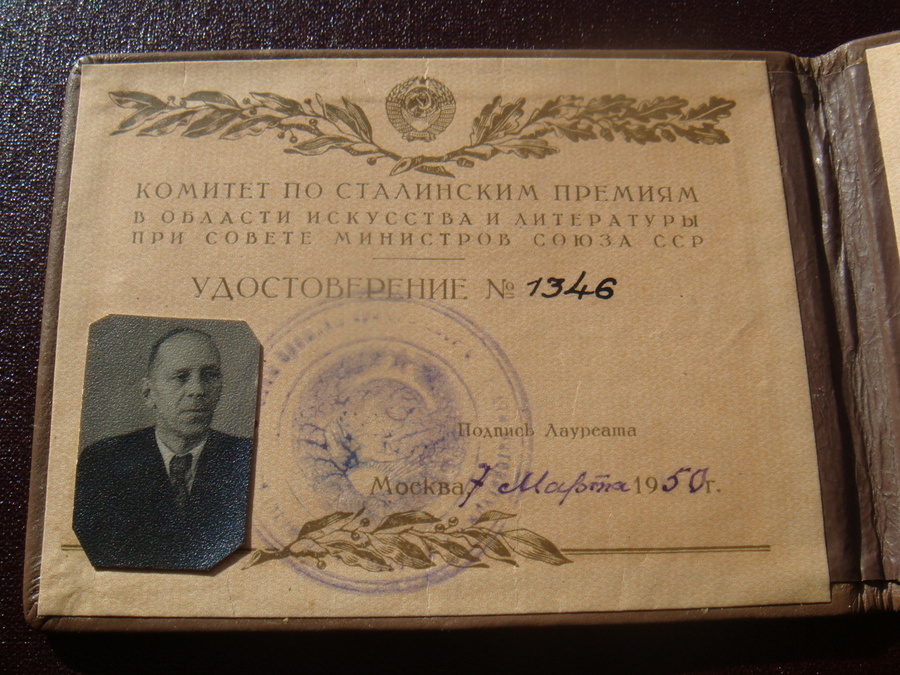 КОМИТЕТ ПО СТАЛИНСКИМ ПРЕМИЯМ
В ОБЛАСТИ ИСКУССТВА И ЛИТЕРАТУРЫ
ПРИ СОВЕТЕ МИНИСТРОВ СОЮЗА ССР
УДОСТОВЕРЕНИЕ № 1346
Подпись Лауреата
Москва 7 Марта 1950 г.